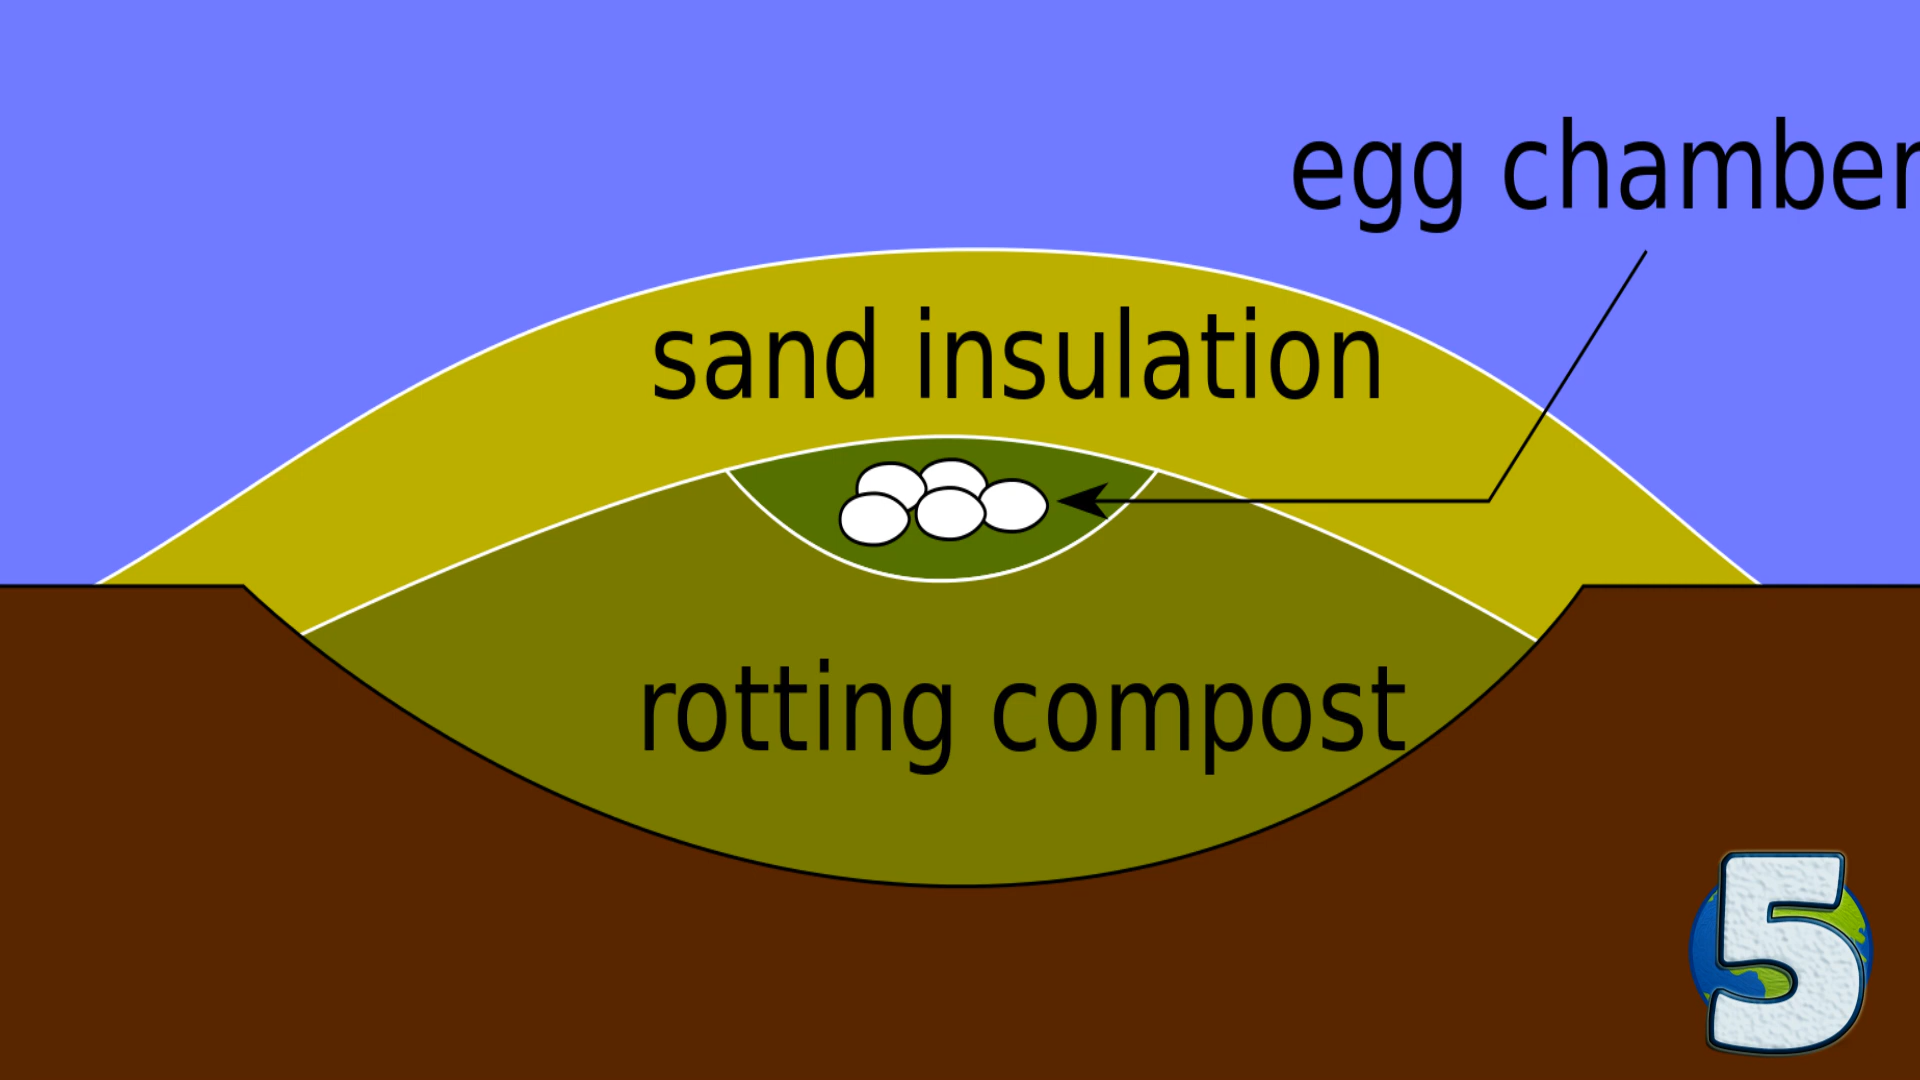 egg chamber
sand insulation
rotting compost
5